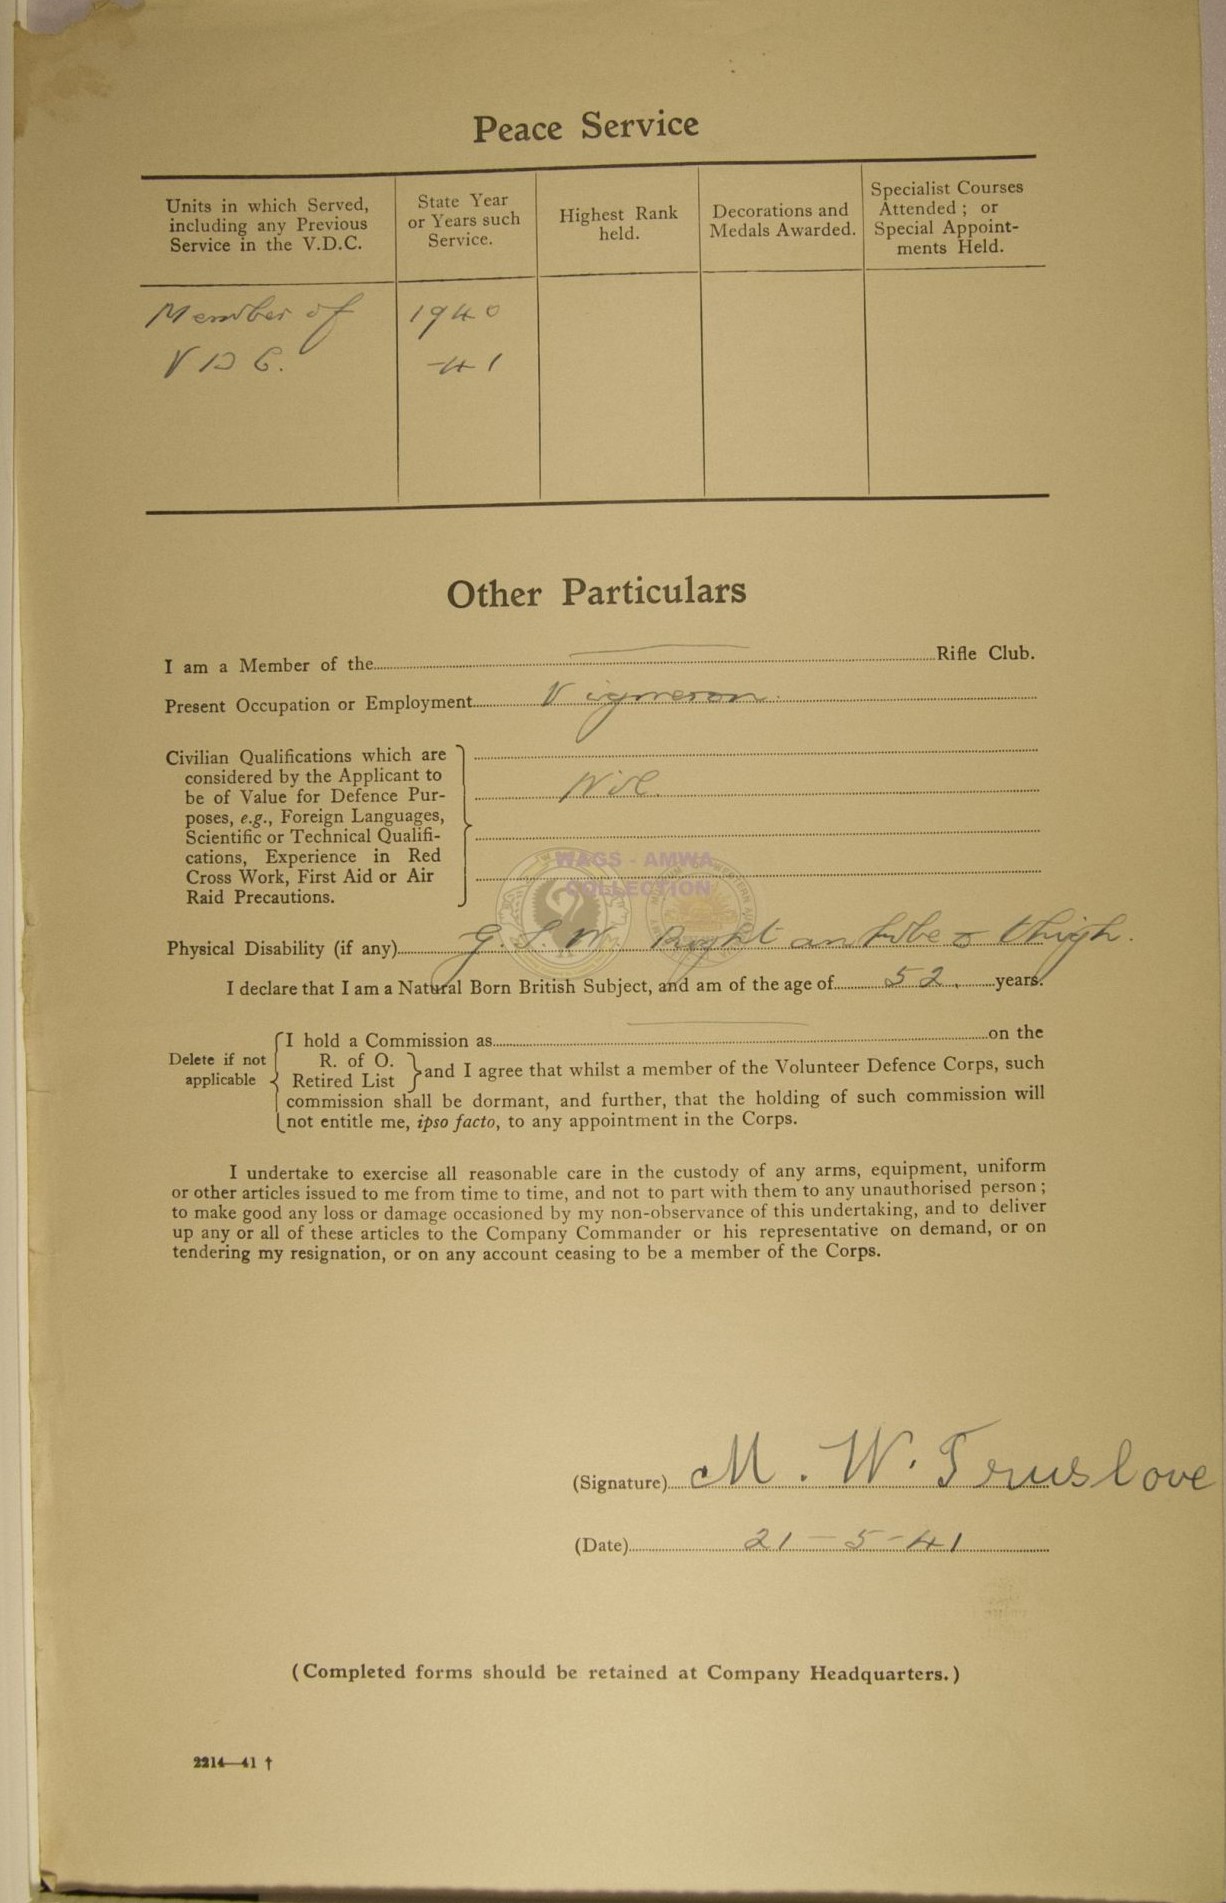 Peace Service
Units in which Served, including any Previous Service in the V.D.C.
State Year or Years such Service.
Highest Rank held.
Decorations and Medals Awarded.
Specialist Courses Attended ; or Special Appoint-ments Held.
Member of 1940
V D C. -41
Other Particulars
I am a Member of the Rifle Club.
Present Occupation or Employment Vigneron.
Civilian Qualifications which are
considered by the Applicant to
be of Value for Defence Pur- Nil.
poses, e.g., Foreign Languages,
Scientific or Technical Qualifi-
cations, Experience in Red
Cross Work, First Aid or Air
Raid Precautions.
WAGS - AMWA
COLLECTION
Physical Disability (if any) G. S. W. Right thigh.
I declare that I am a Natural Born British Subject, and am of the age of 52. years.
I hold a Commission as on the
Delete if not applicable
R. of O.
Retired List
and I agree that whilst a member of the Volunteer Defence Corps, such
commission shall be dormant, and further, that the holding of such commission will
not entitle me, ipso facto, to any appointment in the Corps.
I undertake to exercise all reasonable care in the custody of any arms, equipment, uniform
or other articles issued to me from time to time, and not to part with them to any unauthorised person ;
to make good any loss or damage occasioned by my non-observance of this undertaking, and to deliver
up any or all of these articles to the Company Commander or his representative on demand, or on
tendering my resignation, or on any account ceasing to be a member of the Corps.
(Signature) M. W. Truslove
(Date) 21-5-41
(Completed forms should be retained at Company Headquarters.)
2214—41 †